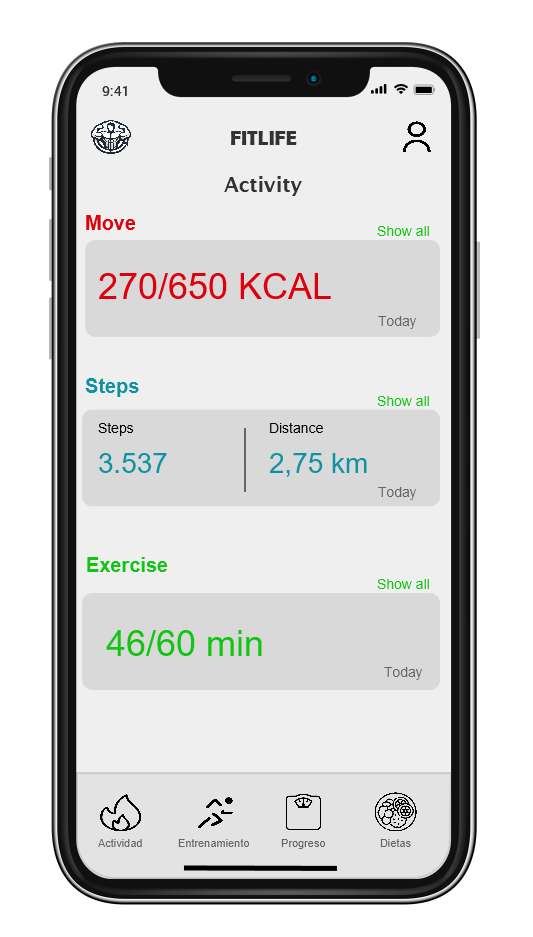 9:41
FITLIFE
Activity
Move
Show all
270/650 KCAL
Today
Steps
Show all
Steps
Distance
3.537
2,75 km
Today
Exercise
Show all
46/60 min
Today
Actividad
Entrenamiento
Progreso
Dietas